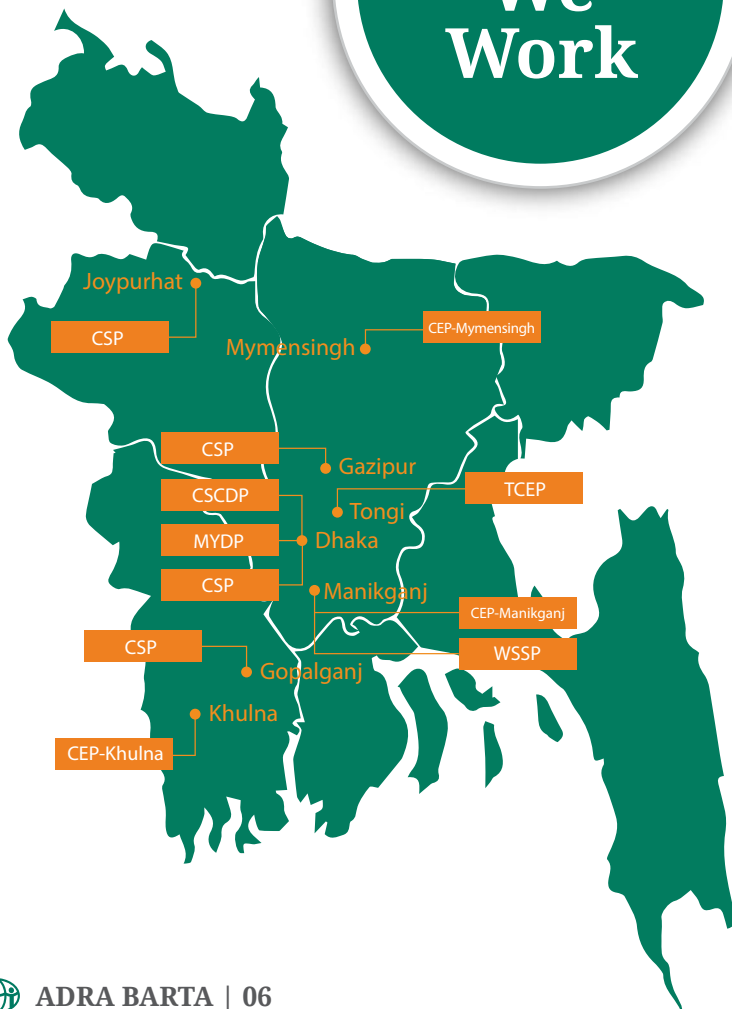 We
Work
Joypurhat
CSP
CEP-Mymensingh
Mymensingh
CSP
Gazipur
CSCDP
TCEP
Tongi
MYDP
Dhaka
CSP
Manikganj
CEP-Manikganj
CSP
WSSP
Gopalganj
Khulna
CEP-Khulna
ADRA BARTA | 06